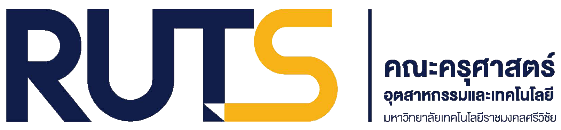 RUTS
คณะครุศาสตร์
อุตสาหกรรมและเทคโนโลยี
มหาวิทยาลัยเทคโนโลยีราชมงคลศรีวิชัย